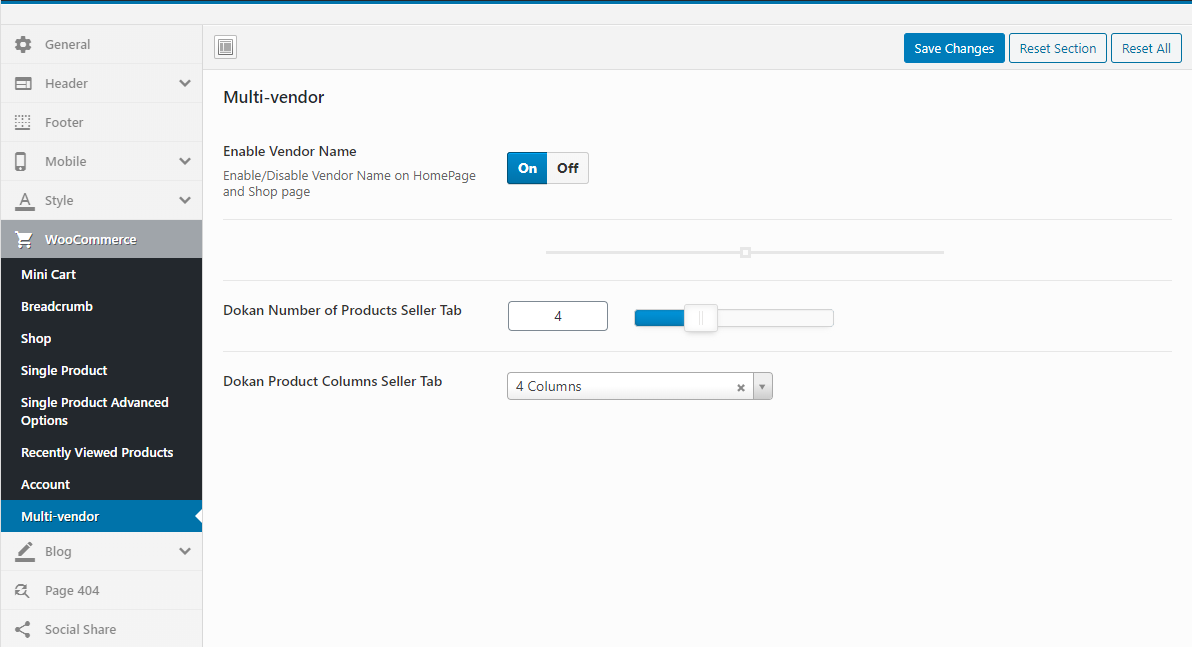 General
Header
Footer
Mobile
Style
WooCommerce
Mini Cart
Breadcrumb
Shop
Single Product
Single Product Advanced
Options
Recently Viewed Products
Account
Multi-vendor
Blog
Page 404
Social Share
Save Changes
Reset Section
Reset All
Multi-vendor
Enable Vendor Name
Enable/Disable Vendor Name on HomePage
and Shop page
On
Off
Dokan Number of Products Seller Tab
4
Dokan Product Columns Seller Tab
4 Columns